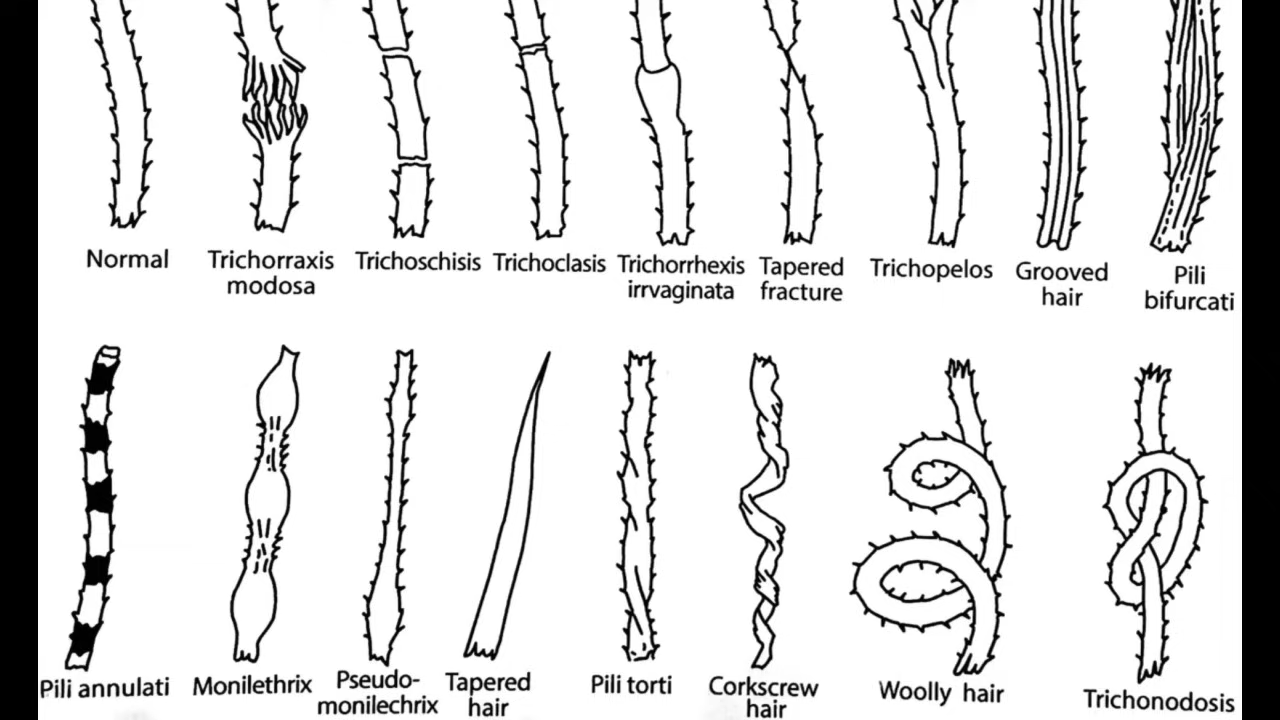 Normal
Trichorraxis
modosa
Trichoschisis
Trichoclasis
Trichorrhexis
irrvaginata
Tapered
fracture
Trichopelos
Grooved
hair
Pili
bifurcati
Pili annulati
Monilethrix
Pseudo-
monilechrix
Tapered
hair
Pili torti
Corkscrew
hair
Woolly hair
Trichonodosis